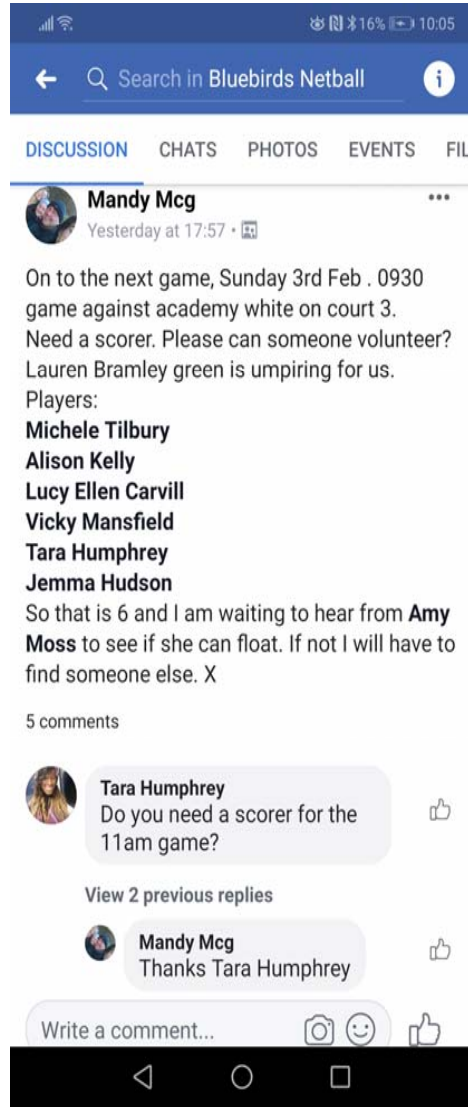 16% 10:05
Search in Bluebirds Netball
DISCUSSION CHATS PHOTOS EVENTS FIL
Mandy Mcg
Yesterday at 17:57 •
On to the next game, Sunday 3rd Feb . 0930
game against academy white on court 3.
Need a scorer. Please can someone volunteer?
Lauren Bramley green is umpiring for us.
Players:
Michele Tilbury
Alison Kelly
Lucy Ellen Carvill
Vicky Mansfield
Tara Humphrey
Jemma Hudson
So that is 6 and I am waiting to hear from Amy
Moss to see if she can float. If not I will have to
find someone else. X
5 comments
Tara Humphrey
Do you need a scorer for the
11am game?
View 2 previous replies
Mandy Mcg
Thanks Tara Humphrey
Write a comment...